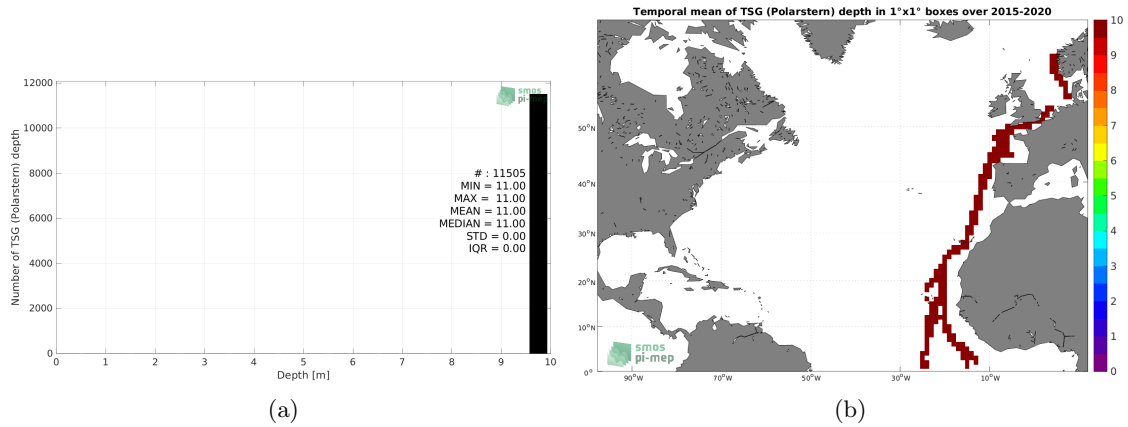 12000
10000
8000
6000
4000
2000
0
Number of TSG (Polarstern) depth
smos
pi-mep
# : 11505
MIN = 11.00
MAX = 11.00
MEAN = 11.00
MEDIAN = 11.00
STD = 0.00
IQR = 0.00
0 1 2 3 4 5 6 7 8 9 10
Depth [m]
(a)
Temporal mean of TSG (Polarstern) depth in 1°x1° boxes over 2015-2020
50°N
40°N
30°N
20°N
10°N
0°
90°W 70°W 50°W 30°W 10°W
smos
pi-mep
10
9
8
7
6
5
4
3
2
1
0
(b)